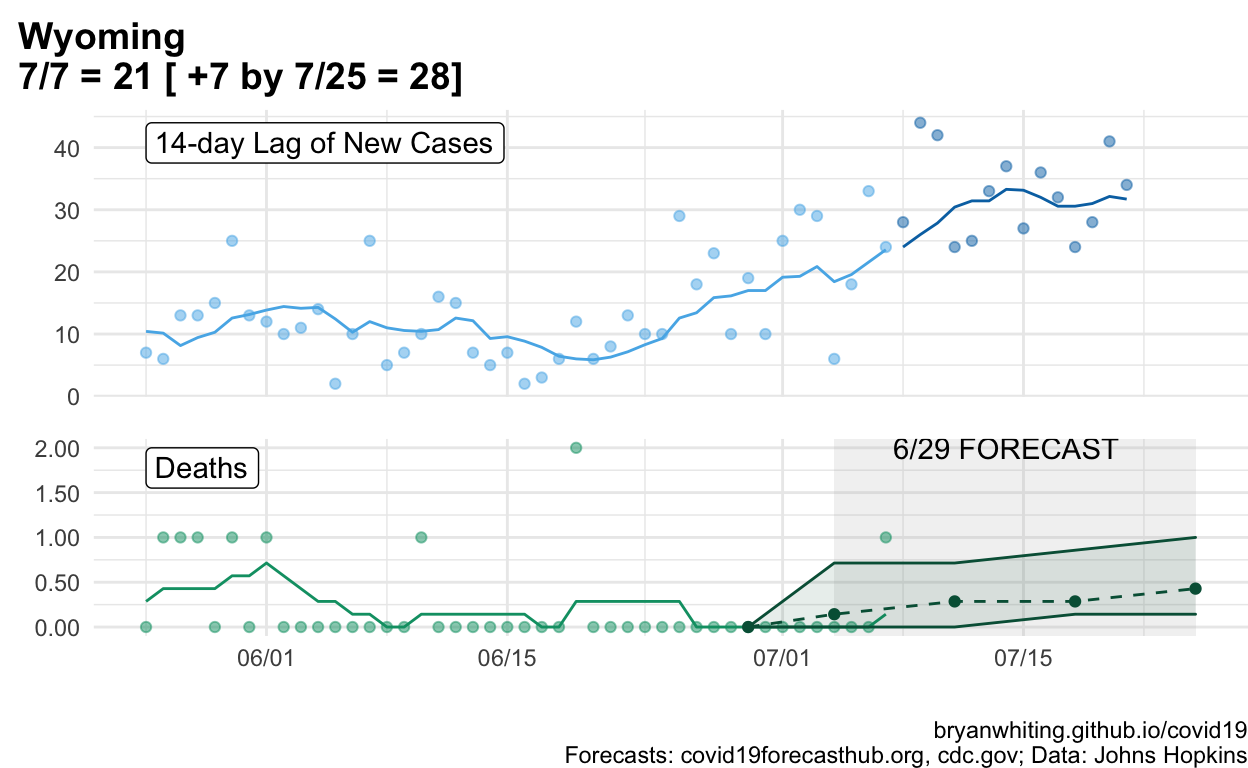 Wyoming
7/7 = 21 [ +7 by 7/25 = 28]
14-day Lag of New Cases
40
30
20
10
0
Deaths
6/29 FORECAST
2.00
1.50
1.00
0.50
0.00
06/01 06/15 07/01 07/15
bryanwhiting.github.io/covid19
Forecasts: covid19forecasthub.org, cdc.gov; Data: Johns Hopkins